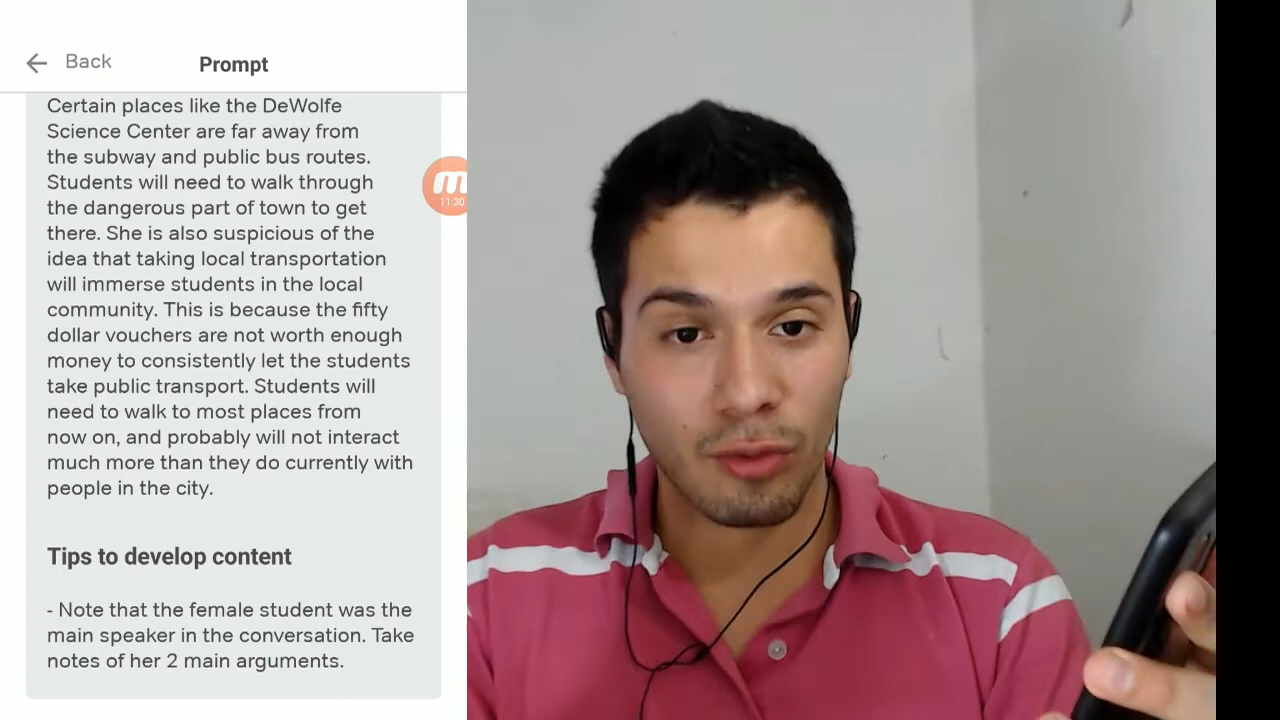 Back
Prompt
Certain places like the DeWolfe
Science Center are far away from
the subway and public bus routes.
Students will need to walk through
the dangerous part of town to get
there. She is also suspicious of the
idea that taking local transportation
will immerse students in the local
community. This is because the fifty
dollar vouchers are not worth enough
money to consistently let the students
take public transport. Students will
need to walk to most places from
now on, and probably will not interact
much more than they do currently with
people in the city.
11:30
Tips to develop content
- Note that the female student was the
main speaker in the conversation. Take
notes of her 2 main arguments.